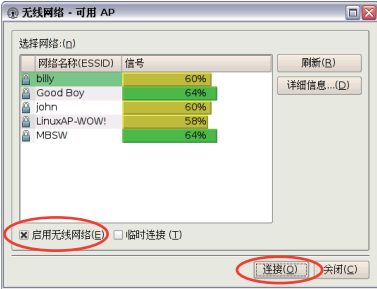 无线网络 - 可用 AP
选择网络:(n)
网络名称(ESSID) 信号
billy 60%
Good Boy 64%
john 60%
LinuxAP-WOW! 58%
MBSW 64%
刷新(R)
详细信息...(D)
启用无线网络(E) 临时连接 (T)
连接(O) 关闭(C)